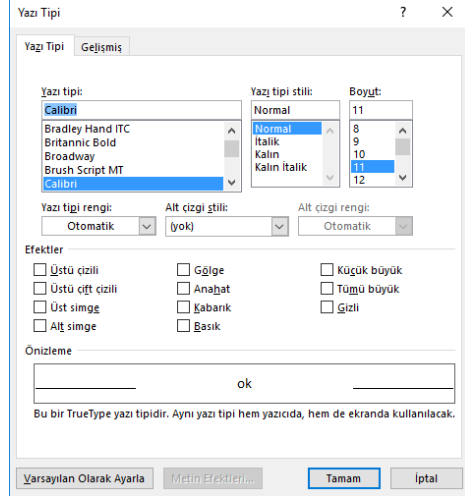 Yazı Tipi
? ×
Yazı Tipi Gelişmiş
Yazı tipi: Yazı tipi stili: Boyut:
Calibri Normal 11
Bradley Hand ITC Normal 8
Britannic Bold İtalik 9
Broadway Kalın 10
Brush Script MT Kalın İtalik 11
Calibri 12
Yazı tipi rengi: Alt çizgi stili: Alt çizgi rengi:
Otomatik (yok) Otomatik
Efektler
Üstü çizili Gölge Küçük büyük
Üstü çift çizili Anahat Tümü büyük
Üst simge Kabarık Gizli
Alt simge Basık
Önizleme
ok
Bu bir TrueType yazı tipidir. Aynı yazı tipi hem yazıcıda, hem de ekranda kullanılacak.
Varsayılan Olarak Ayarla Metin Efektleri... Tamam İptal